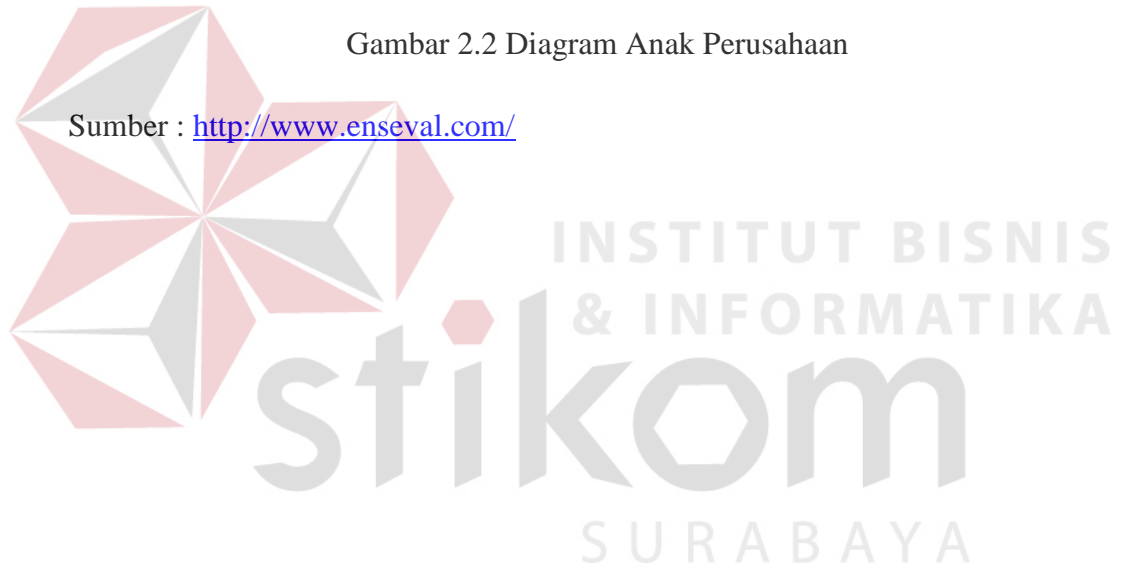 Gambar 2.2 Diagram Anak Perusahaan
Sumber : http://www.enseval.com/
INSTITUT BISNIS
& INFORMATIKA
stikom
SURABAYA